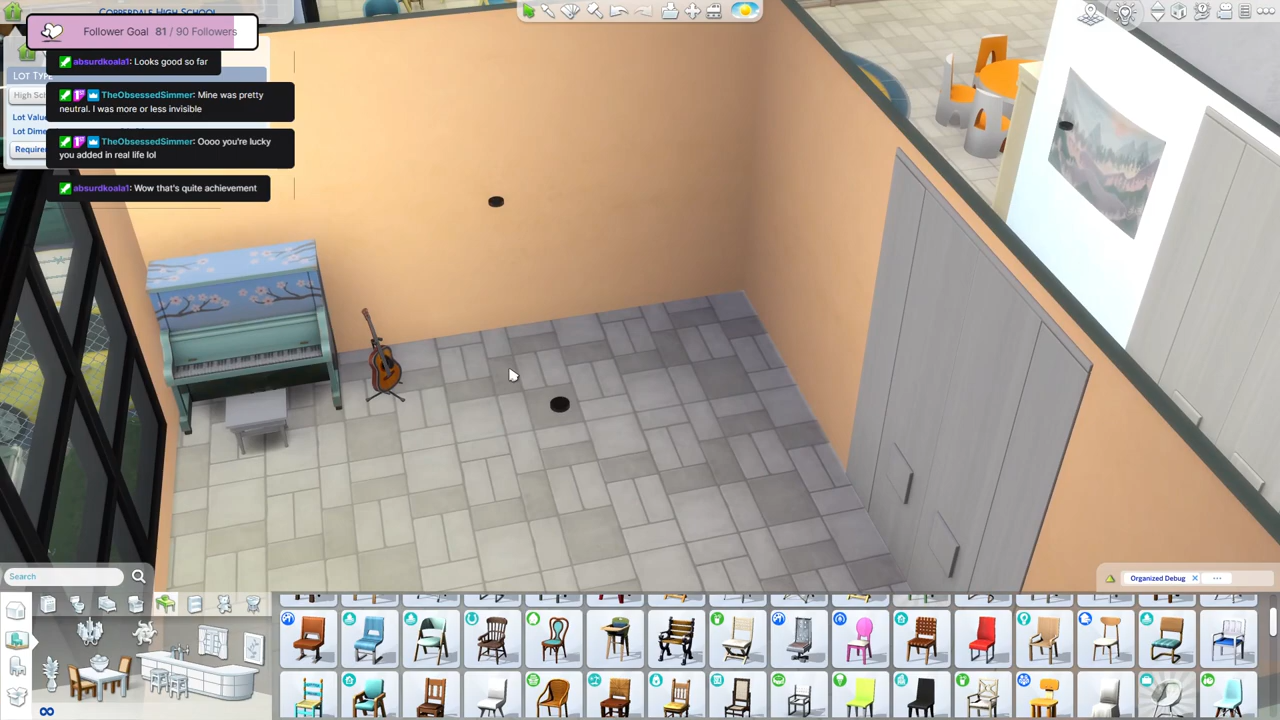 COPPERDALE HIGH SCHOOL
Follower Goal 81 / 90 Followers
absurdkoala1: Looks good so far
LOT TYPE
High Sc
TheObsessedSimmer: Mine was pretty
neutral. I was more or less invisible
Lot Value
Lot Dime
TheObsessedSimmer: Oooo you're lucky
you added in real life lol
Require
absurdkoala1: Wow that's quite achievement
Search
Organized Debug